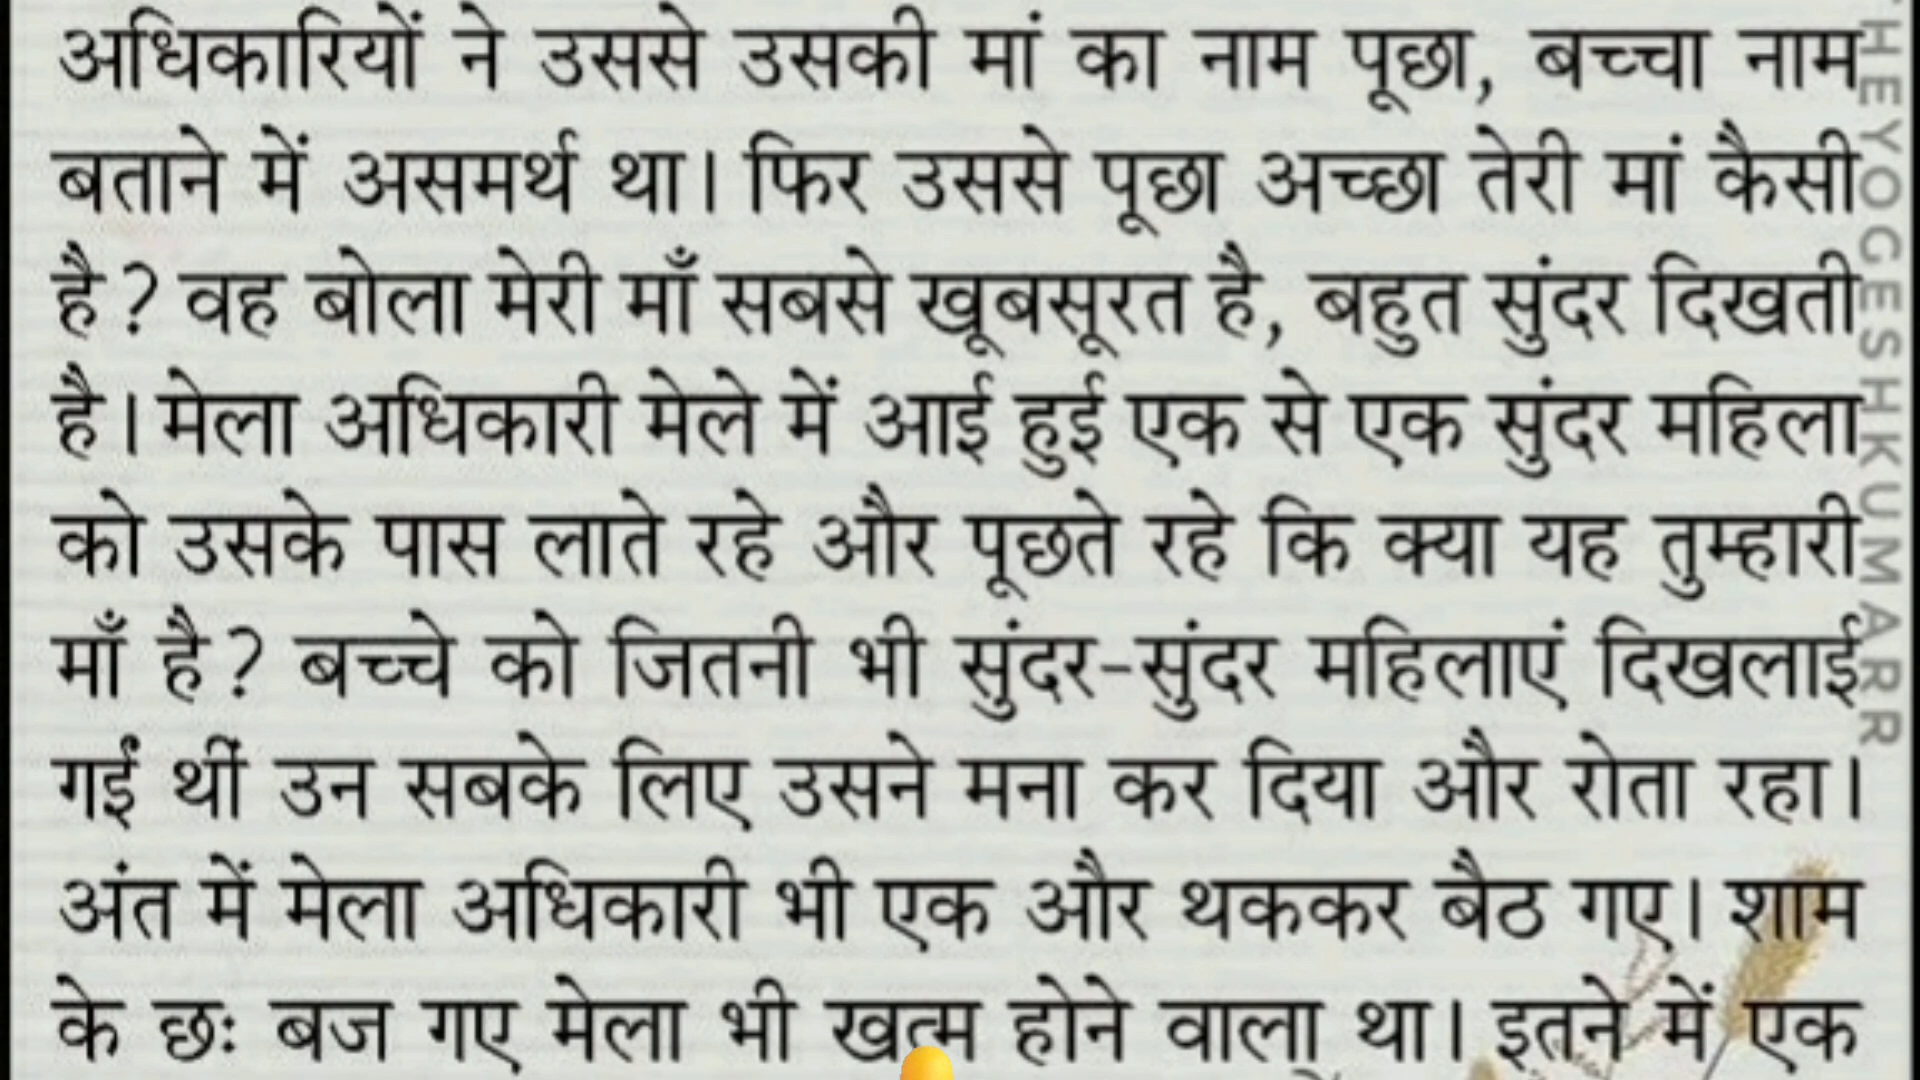 अधिकारियों ने उससे उसकी मां का नाम पूछा, बच्चा नाम
बताने में असमर्थ था। फिर उससे पूछा अच्छा तेरी मां कैसी
है? वह बोला मेरी माँ सबसे खूबसूरत है, बहुत सुंदर दिखती
है। मेला अधिकारी मेले में आई हुई एक से एक सुंदर महिला
को उसके पास लाते रहे और पूछते रहे कि क्या यह तुम्हारी
माँ है? बच्चे को जितनी भी सुंदर-सुंदर महिलाएं दिखलाई
गईं थीं उन सबके लिए उसने मना कर दिया और रोता रहा।
अंत में मेला अधिकारी भी एक और थककर बैठ गए। शाम
के छः बज गए मेला भी खत्म होने वाला था। इतने में एक
HEYOGESHKUMARR